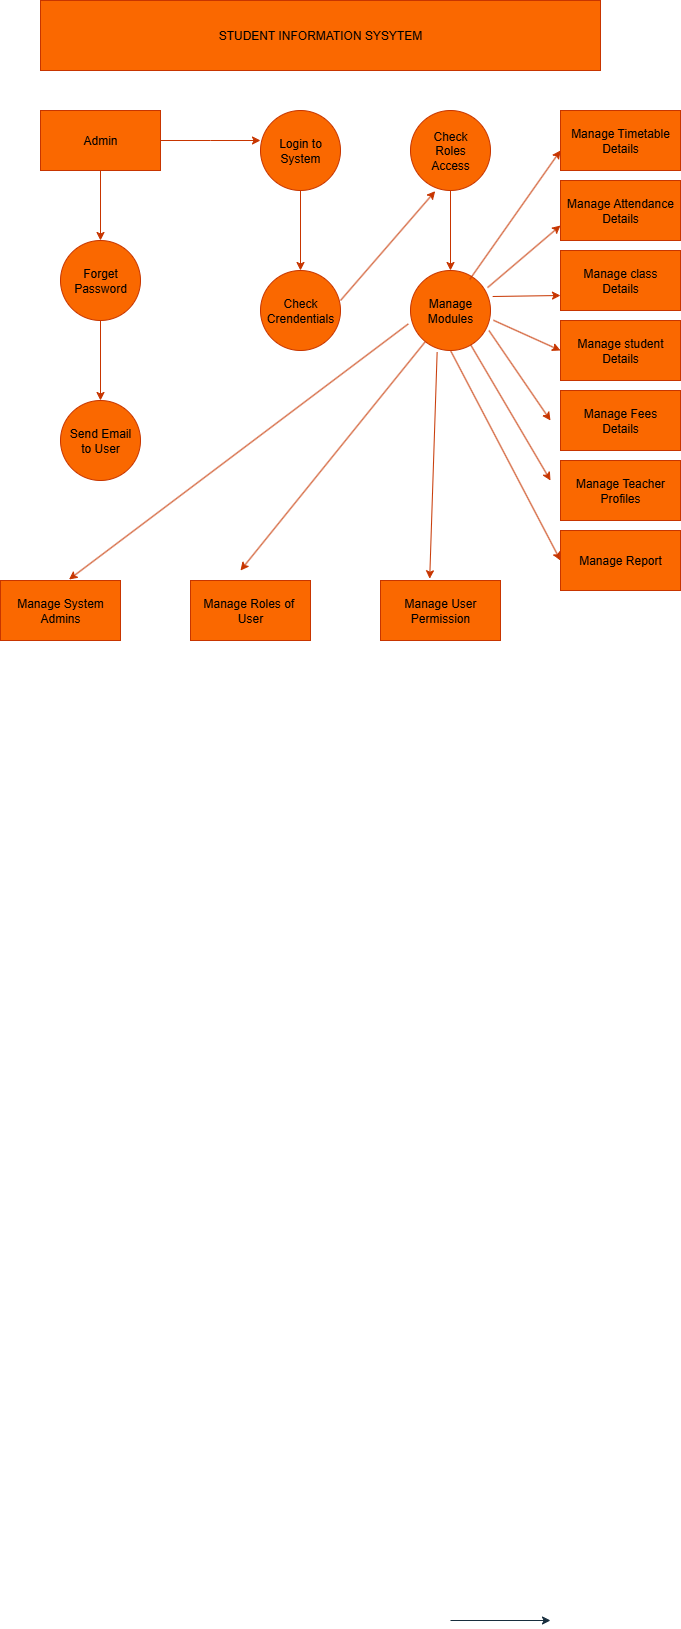 STUDENT INFORMATION SYSYTEM
Admin
Login to
System
Check
Roles
Access
Manage Timetable
Details
Manage Attendance
Details
Forget
Password
Check
Crendentials
Manage
Modules
Manage class
Details
Manage student
Details
Manage Fees
Details
Send Email
to User
Manage Teacher
Profiles
Manage Report
Manage System
Admins
Manage Roles of
User
Manage User
Permission